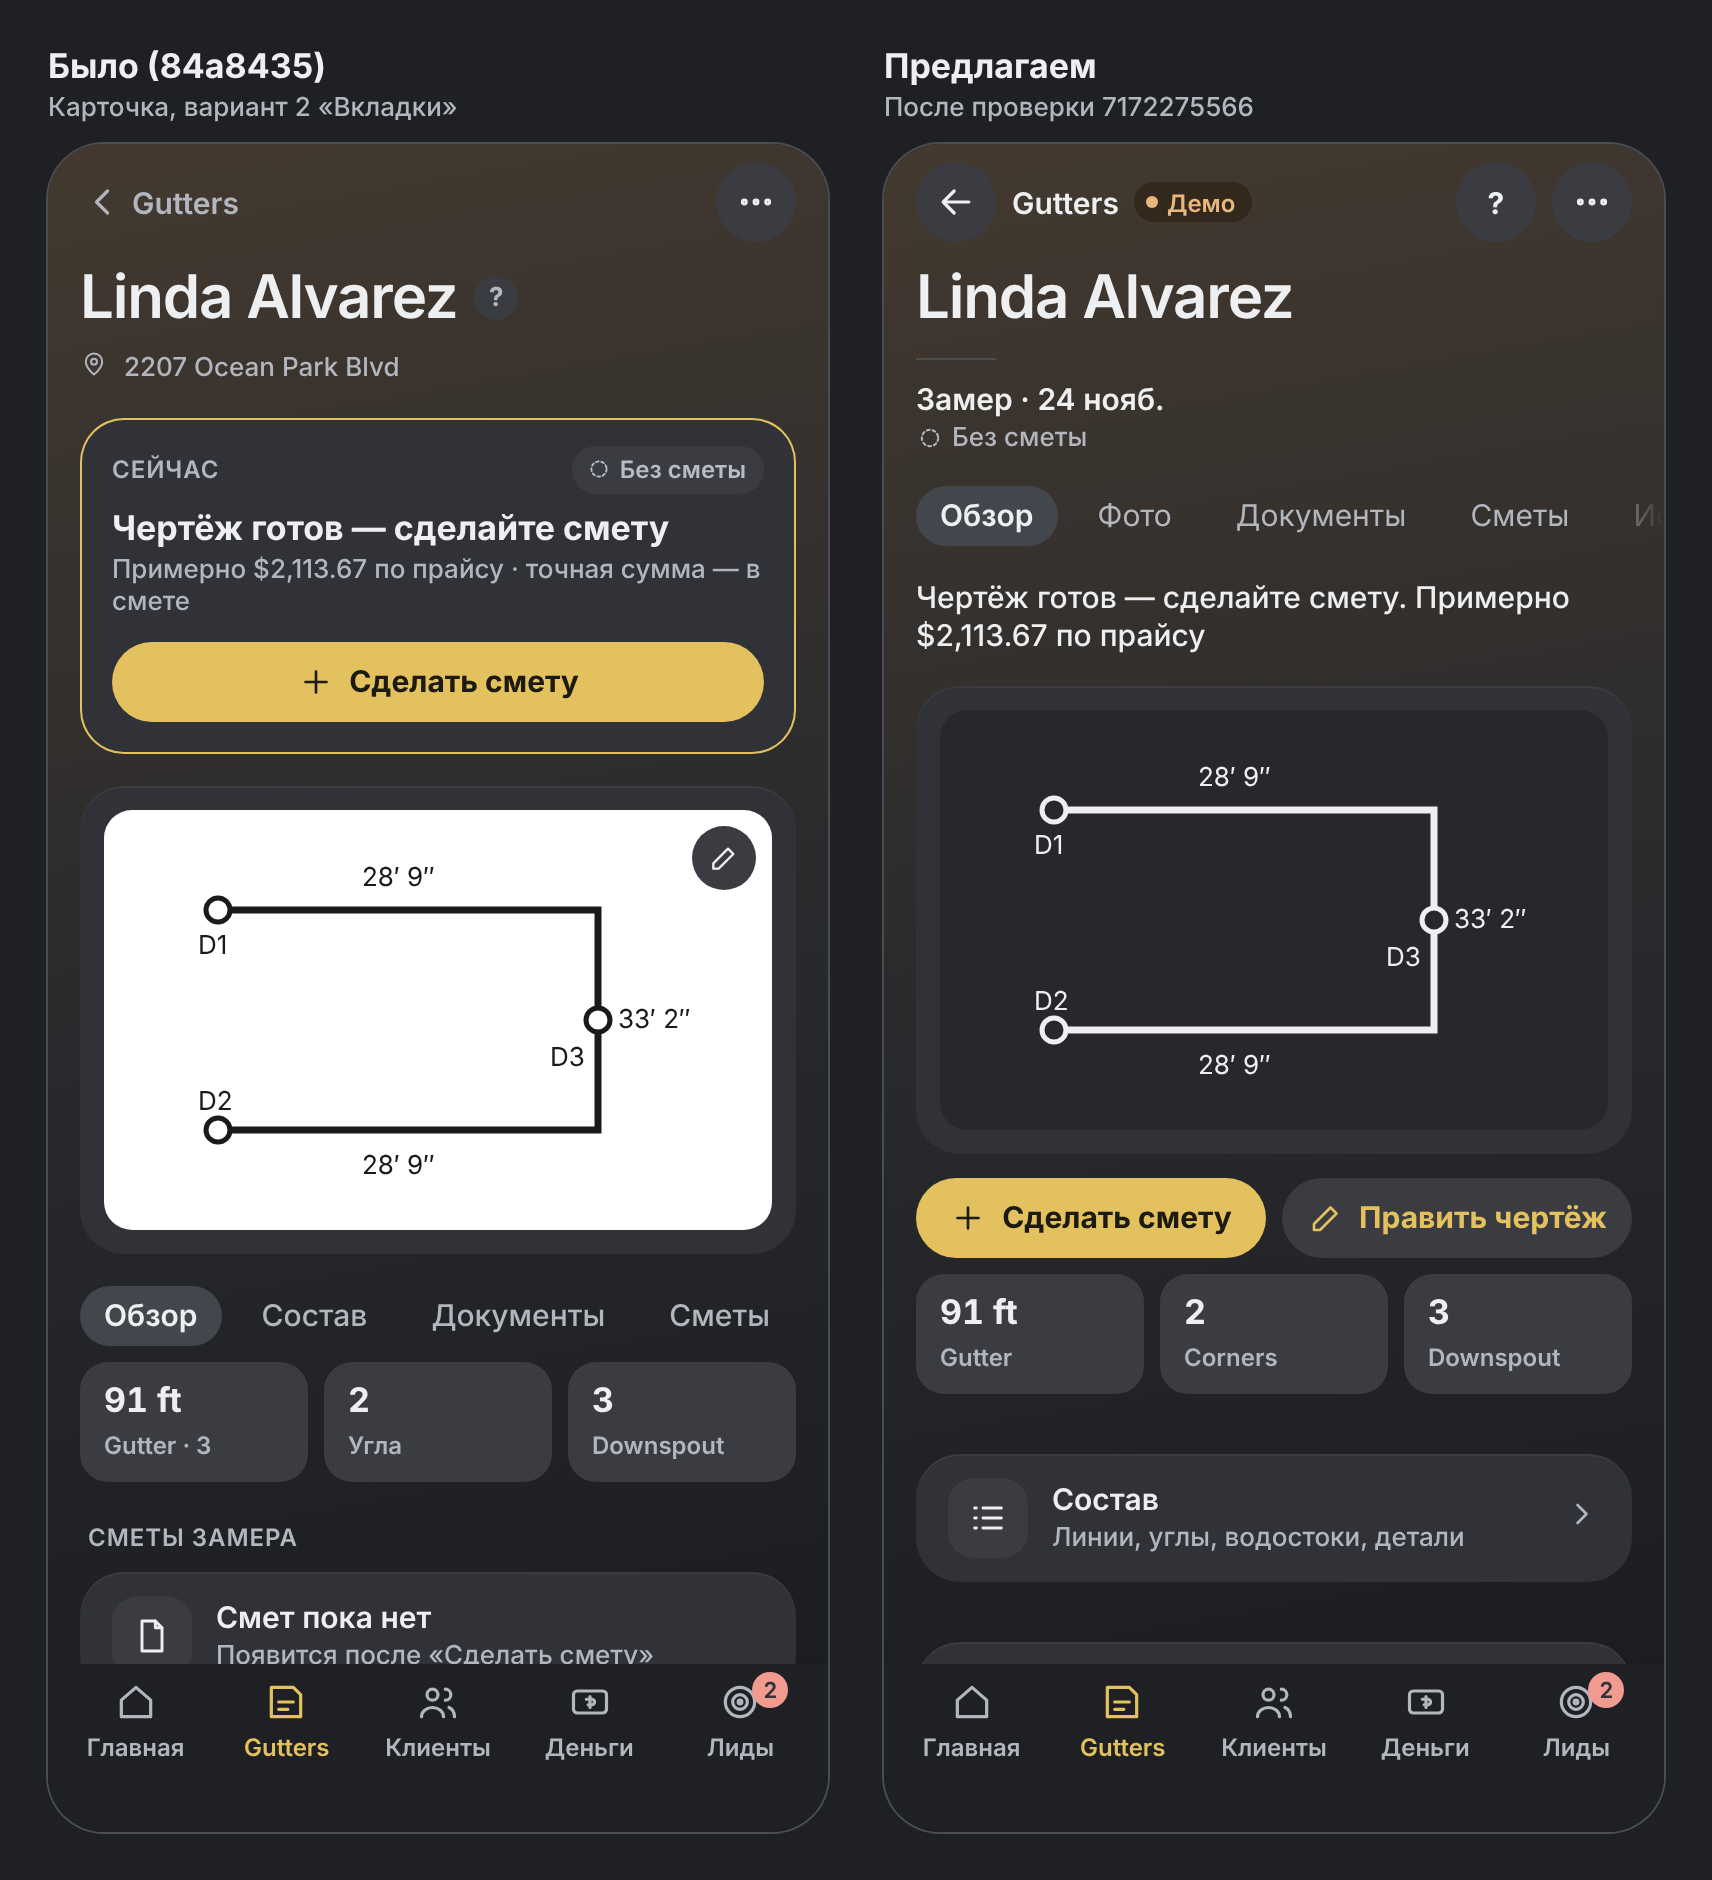 Было (84a8435)
Карточка, вариант 2 «Вкладки»
Gutters
Linda Alvarez ?
2207 Ocean Park Blvd
СЕЙЧАС
Без сметы
Чертёж готов — сделайте смету
Примерно $2,113.67 по прайсу · точная сумма — в
смете
+ Сделать смету
28′ 9″
D1
33′ 2″
D3
D2
28′ 9″
Обзор Состав Документы Сметы
91 ft
Gutter · 3
2
Угла
3
Downspout
СМЕТЫ ЗАМЕРА
Смет пока нет
Появится после «Сделать смету»
Главная
Gutters
Клиенты
Деньги
2
Лиды
Предлагаем
После проверки 7172275566
Gutters
Демо
?
Linda Alvarez
Замер · 24 нояб.
Без сметы
Обзор Фото Документы Сметы
Чертёж готов — сделайте смету. Примерно
$2,113.67 по прайсу
28′ 9″
D1
33′ 2″
D3
D2
28′ 9″
+ Сделать смету
Править чертёж
91 ft
Gutter
2
Corners
3
Downspout
Состав
Линии, углы, водостоки, детали
Главная
Gutters
Клиенты
Деньги
2
Лиды